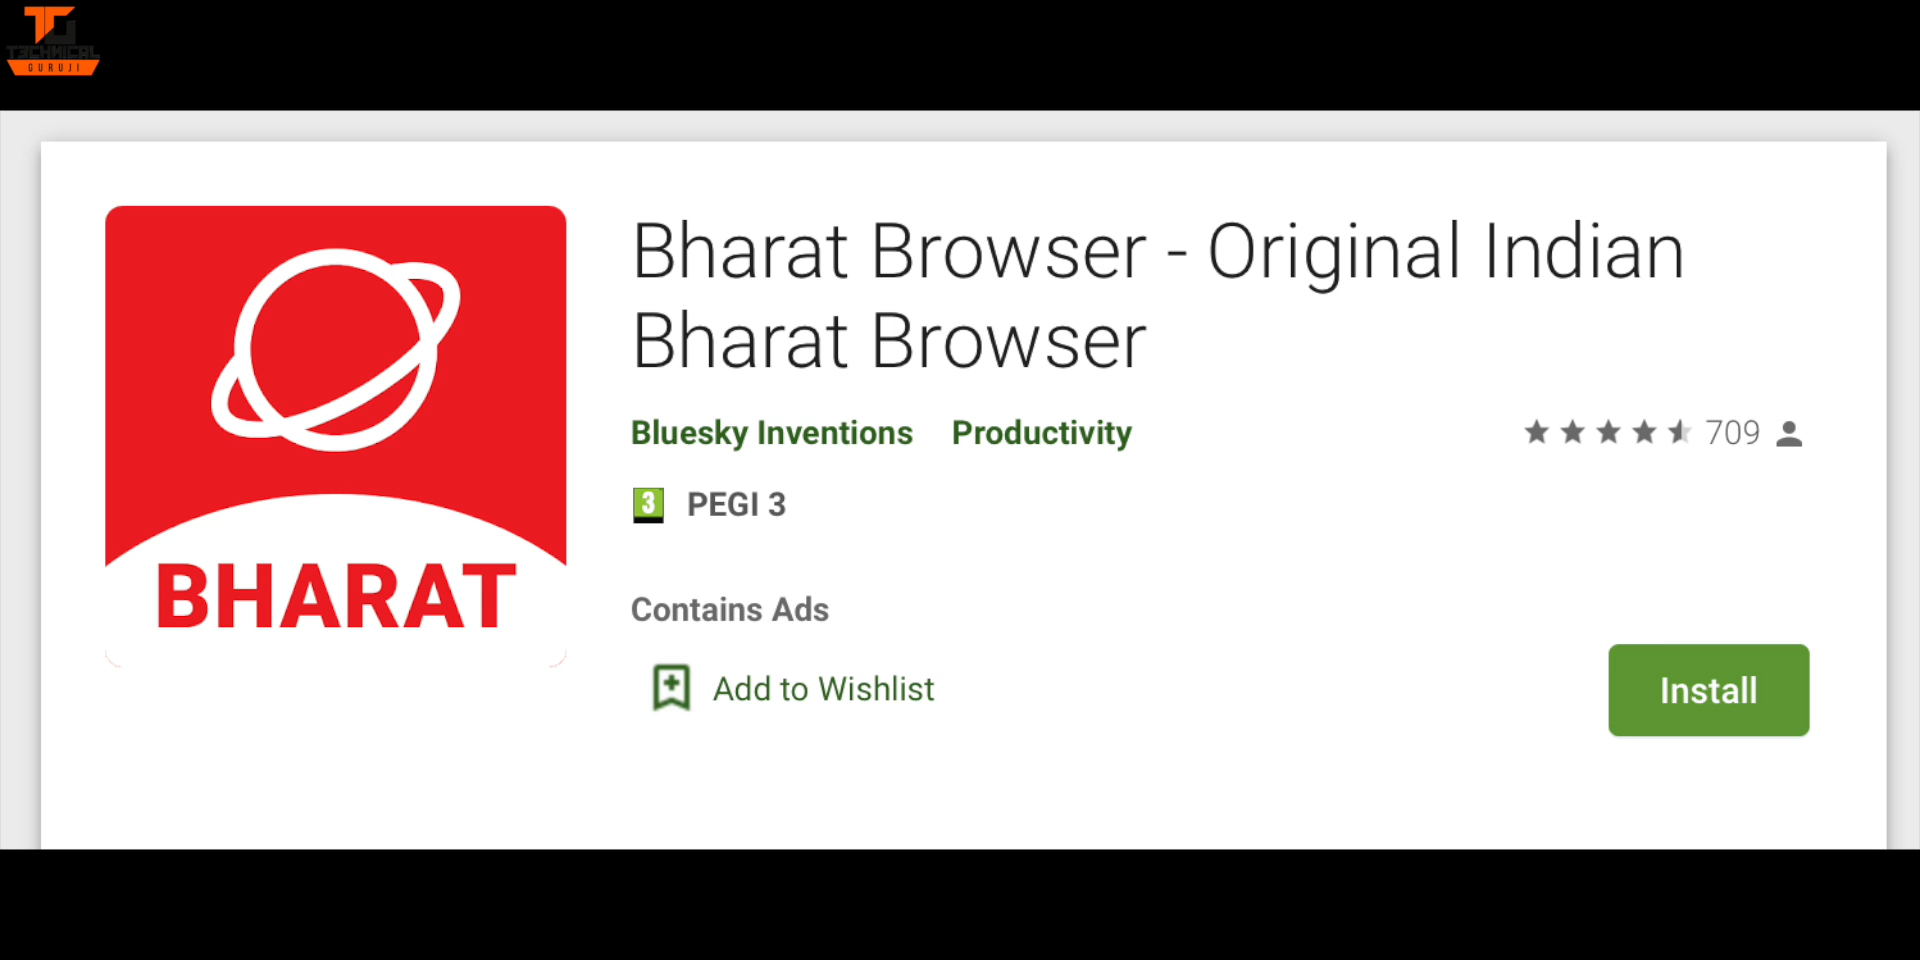 TECHNICAL
GURUJI
BHARAT
Bharat Browser - Original Indian
Bharat Browser
Bluesky Inventions Productivity 709
3 PEGI 3
Contains Ads
Add to Wishlist
Install